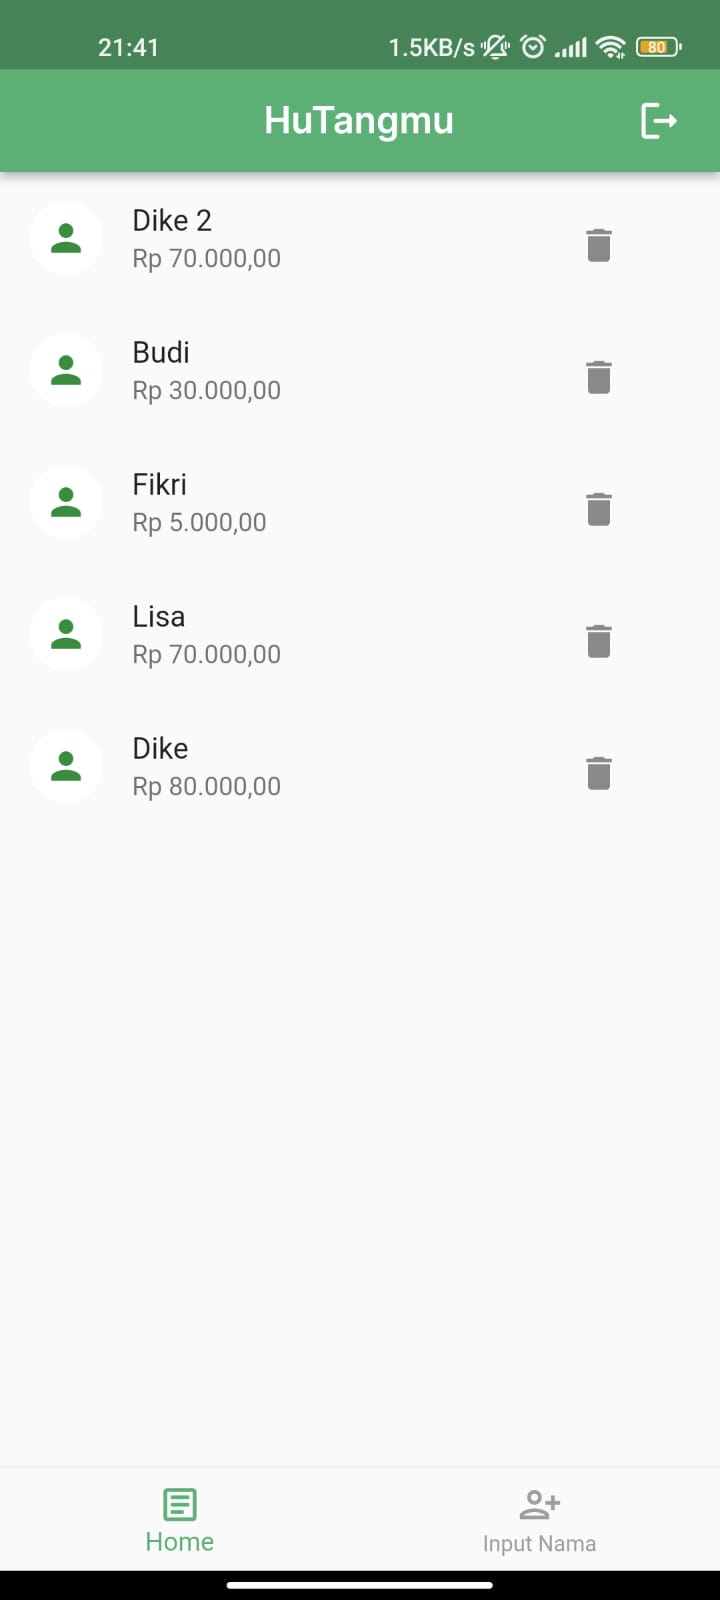 21:41
1.5KB/s
80
HuTangmu
Dike 2
Rp 70.000,00
Budi
Rp 30.000,00
Fikri
Rp 5.000,00
Lisa
Rp 70.000,00
Dike
Rp 80.000,00
Home
Input Nama